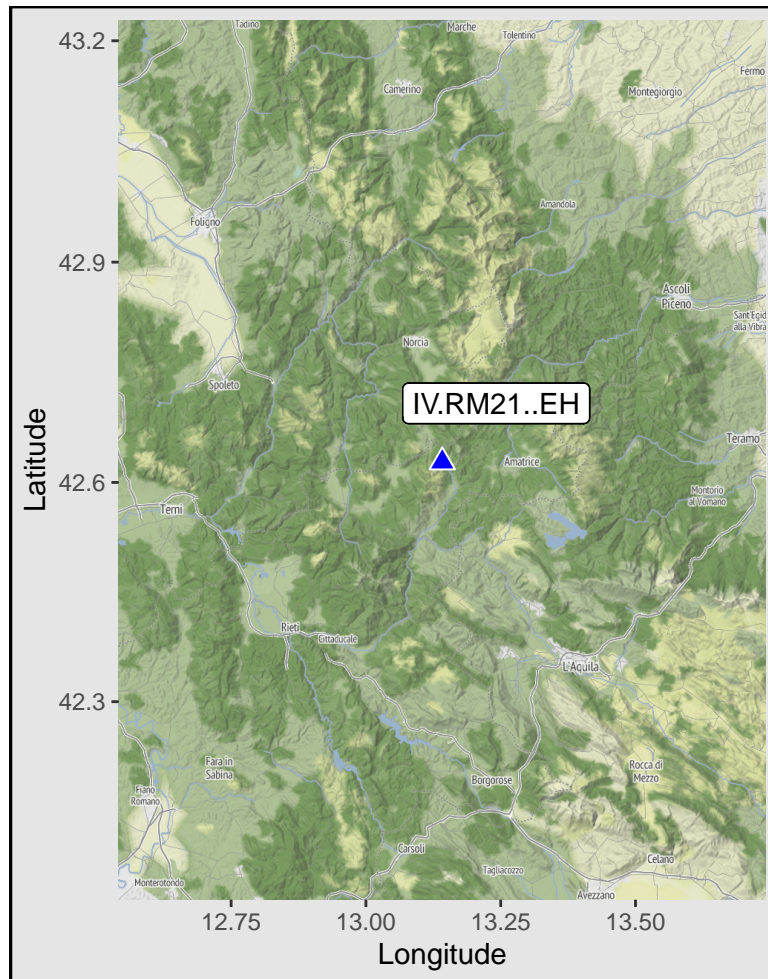 43.2
42.9
42.6
42.3
Latitude
12.75
13.00
13.25
13.50
Longitude
Tadino
Marche
Tolentino
Camerino
Montegiorgio
Fermo
Amandola
Foligno
Ascoli
Piceno
Sant'Egid
alla Vibra
Norcia
Spoleto
IV.RM21..EH
Teramo
Amatrice
Montorio
al Vomano
Terni
Rieti
Cittaducale
L'Aquila
Fara in
Sabina
Borgorose
Rocca di
Mezzo
Fiano
Romano
Carsoli
Celano
Tagliacozzo
Monterotondo
Avezzano